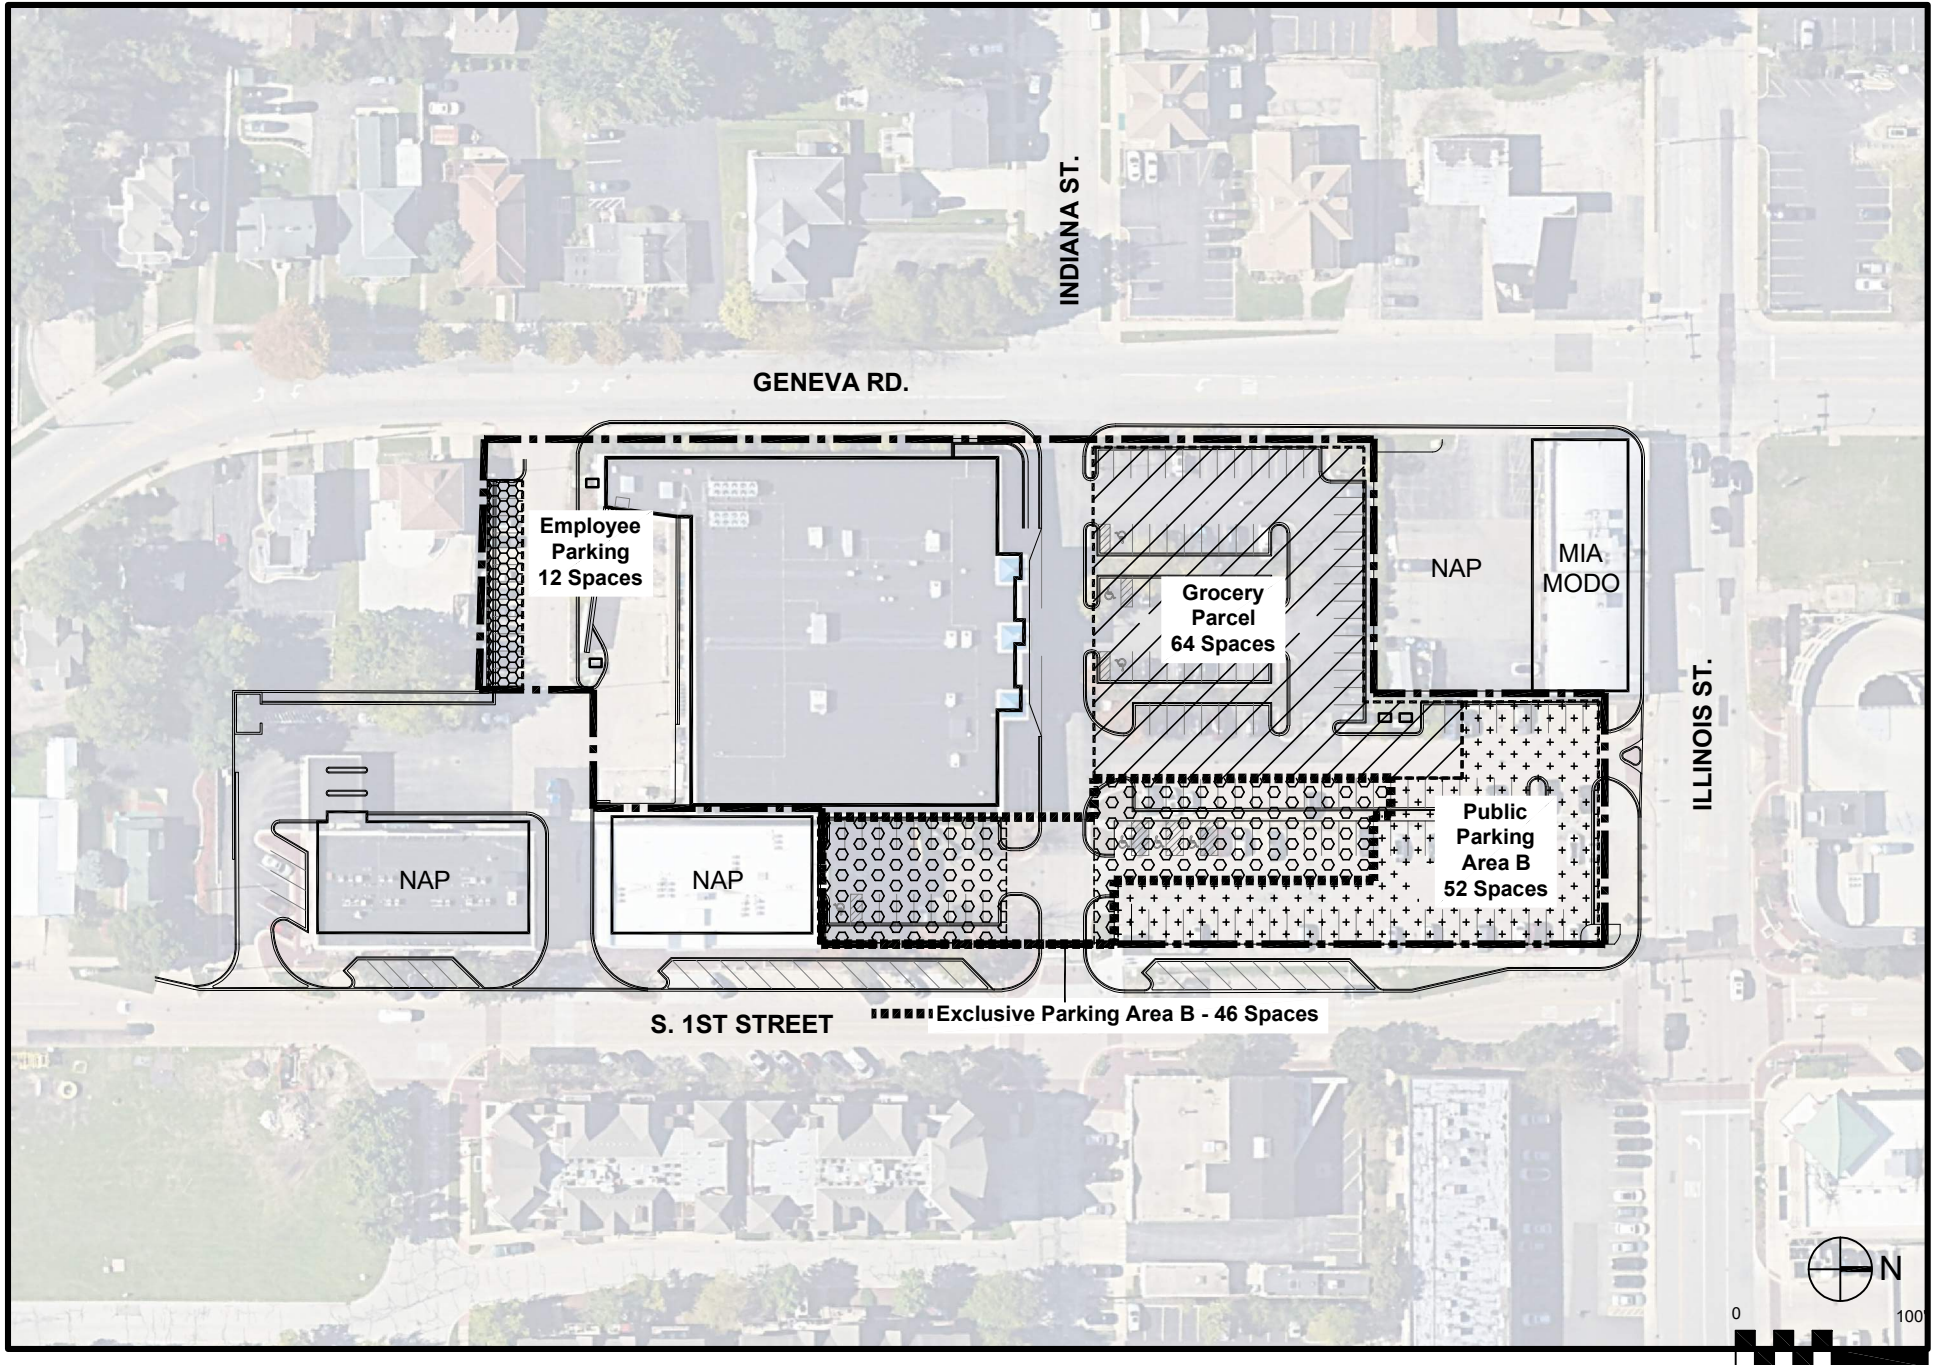 INDIANA ST.
GENEVA RD.
Employee
Parking
12 Spaces
Grocery
Parcel
64 Spaces
NAP
MIA
MODO
ILLINOIS ST.
Public
Parking
Area B
52 Spaces
NAP
NAP
Exclusive Parking Area B - 46 Spaces
S. 1ST STREET
N
0
100'